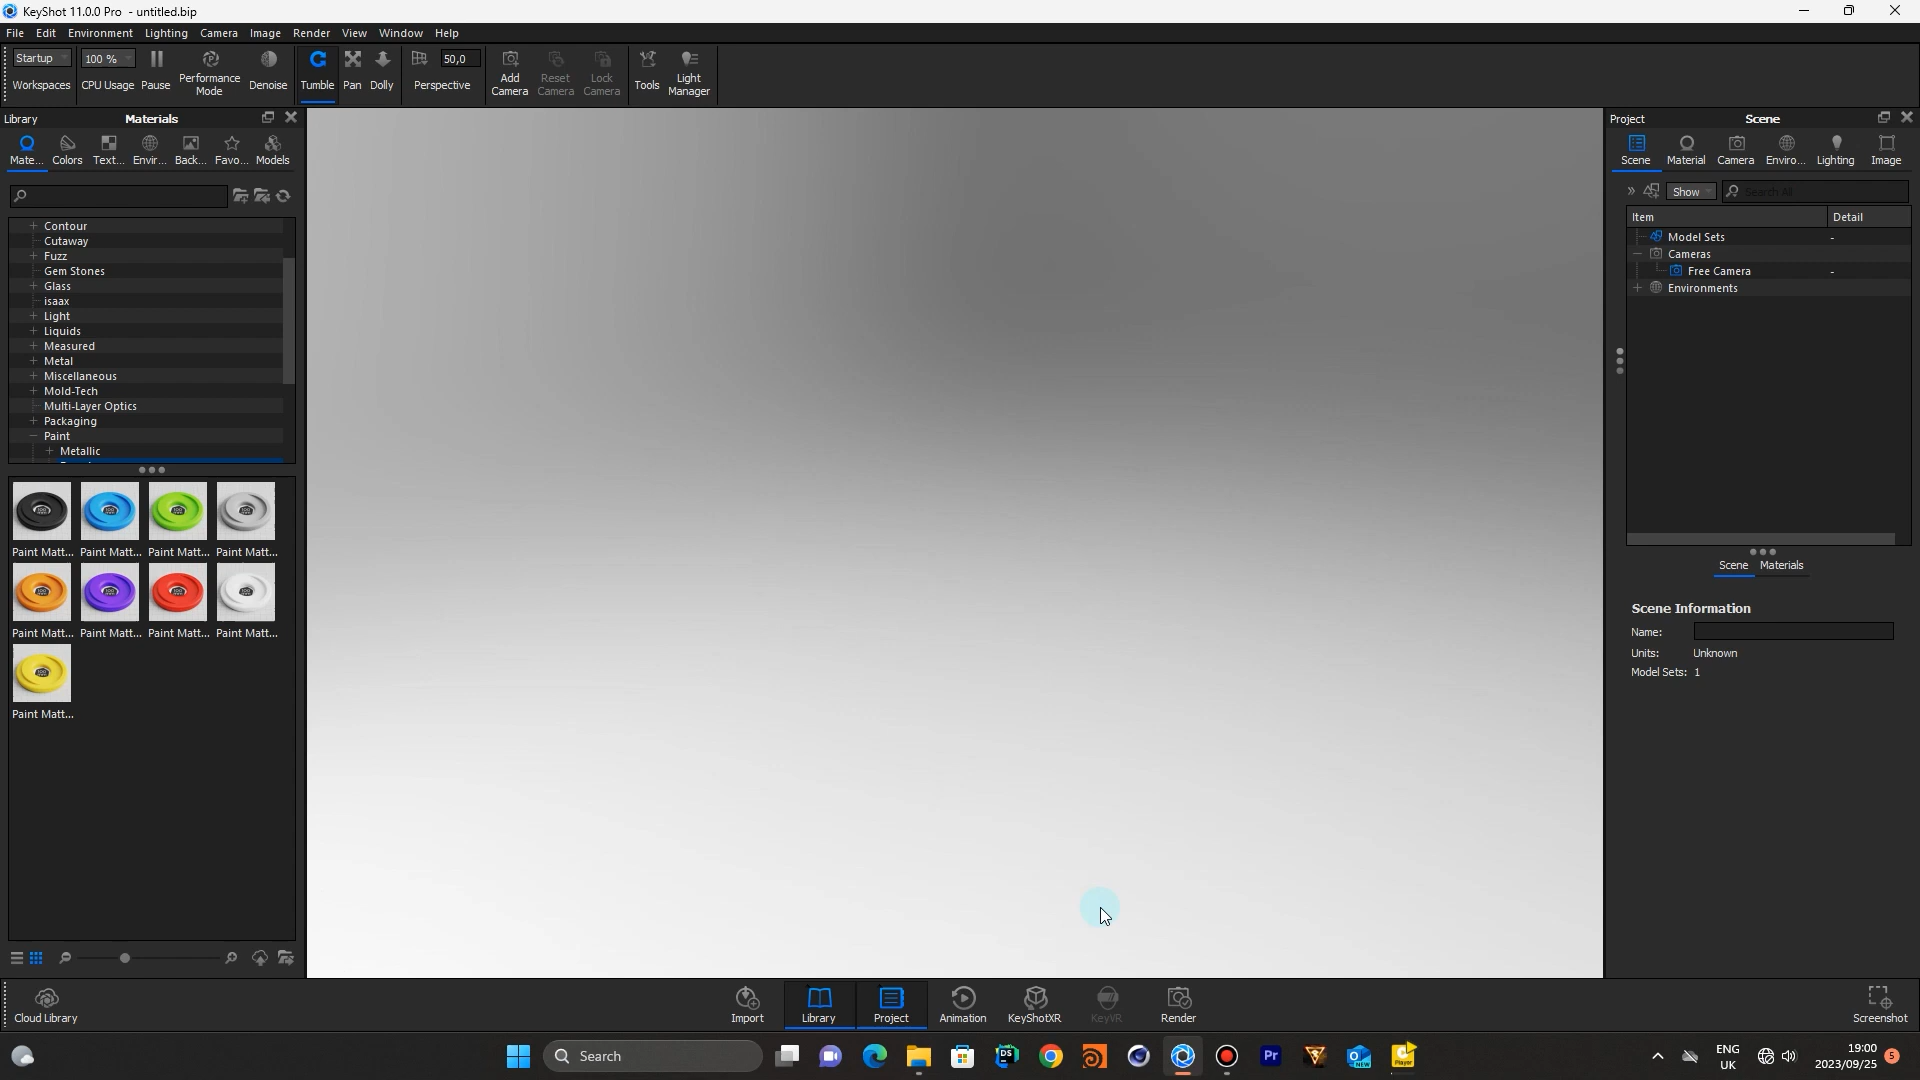 KeyShot 11.0.0 Pro - untitled.bip
File Edit Environment Lighting Camera Image Render View Window Help
Startup 100 % 50,0
Workspaces CPU Usage Pause Performance Mode Denoise Tumble Pan Dolly Perspective Add Camera Reset Camera Lock Camera Tools Light Manager
Library Materials
Mate... Colors Text... Envir... Back... Favo... Models
Contour
Cutaway
Fuzz
Gem Stones
Glass
isaax
Light
Liquids
Measured
Metal
Miscellaneous
Mold-Tech
Multi-Layer Optics
Packaging
Paint
Metallic
Paint Matt... Paint Matt... Paint Matt... Paint Matt...
Paint Matt... Paint Matt... Paint Matt... Paint Matt...
Paint Matt...
Project Scene
Scene Material Camera Enviro... Lighting Image
Show Search All
Item Detail
Model Sets -
Cameras
Free Camera -
Environments
Scene Materials
Scene Information
Name:
Units: Unknown
Model Sets: 1
Cloud Library Import Library Project Animation KeyShotXR KeyVR Render Screenshot
Search
ENG
UK
19:00
2023/09/25
5